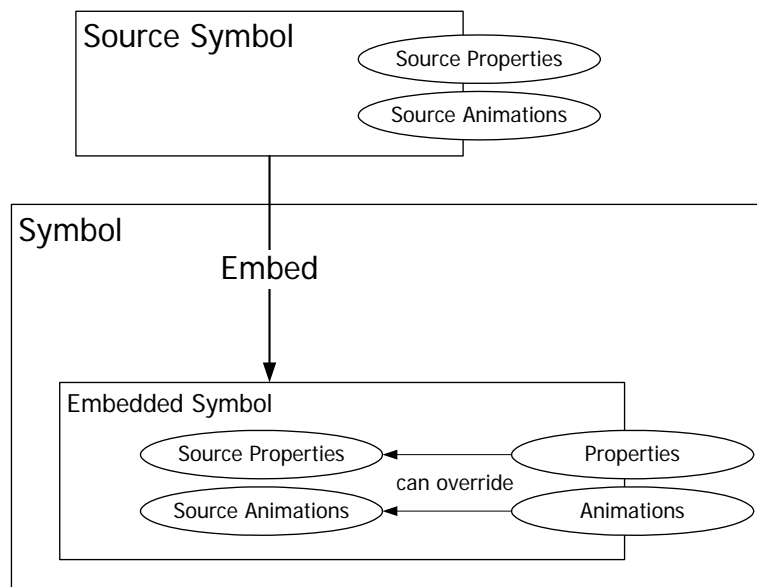 Source Symbol
Source Properties
Source Animations
Symbol
Embed
Embedded Symbol
Source Properties
Properties
can override
Source Animations
Animations